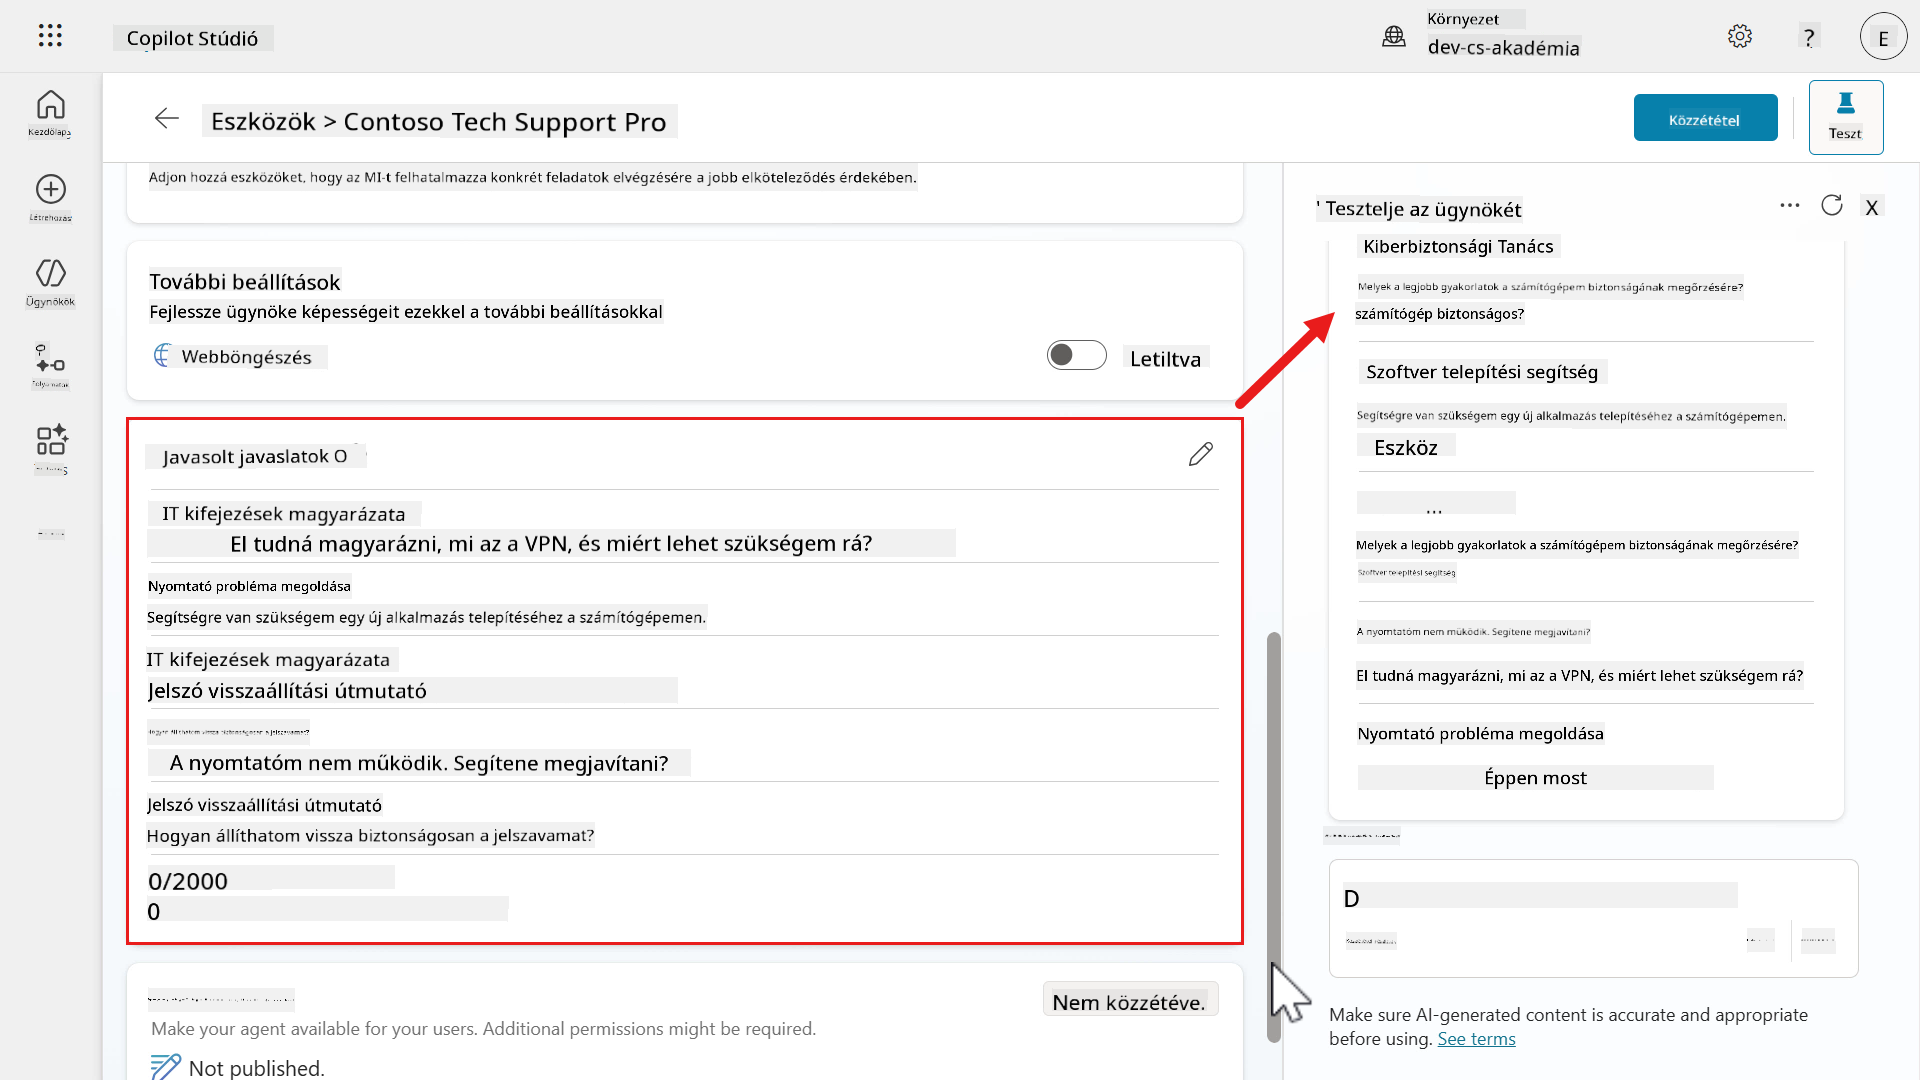 Copilot Stúdió
Környezet
dev-cs-akadémia
?
E
Kezdőlap
Létrehozás
Ügynökök
Folyamatok
Eszközök > Contoso Tech Support Pro
Közzététel
Teszt
Adjon hozzá eszközöket, hogy az MI-t felhatalmazza konkrét feladatok elvégzésére a jobb elköteleződés érdekében.
További beállítások
Fejlessze ügynöke képességeit ezekkel a további beállításokkal
Webböngészés
Letiltva
Javasolt javaslatok O
IT kifejezések magyarázata
El tudná magyarázni, mi az a VPN, és miért lehet szükségem rá?
Nyomtató probléma megoldása
Segítségre van szükségem egy új alkalmazás telepítéséhez a számítógépemen.
IT kifejezések magyarázata
Jelszó visszaállítási útmutató
Hogyan állíthatom vissza biztonságosan a jelszavamat?
A nyomtatóm nem működik. Segítene megjavítani?
Jelszó visszaállítási útmutató
Hogyan állíthatom vissza biztonságosan a jelszavamat?
0/2000
0
Nem közzétéve.
Make your agent available for your users. Additional permissions might be required.
Not published.
' Tesztelje az ügynökét
X
Kiberbiztonsági Tanács
Melyek a legjobb gyakorlatok a számítógépem biztonságának megőrzésére?
számítógép biztonságos?
Szoftver telepítési segítség
Segítségre van szükségem egy új alkalmazás telepítéséhez a számítógépemen.
Eszköz
...
Melyek a legjobb gyakorlatok a számítógépem biztonságának megőrzésére?
Szoftver telepítési segítség
A nyomtatóm nem működik. Segítene megjavítani?
El tudná magyarázni, mi az a VPN, és miért lehet szükségem rá?
Nyomtató probléma megoldása
Éppen most
D
Make sure AI-generated content is accurate and appropriate
before using. See terms